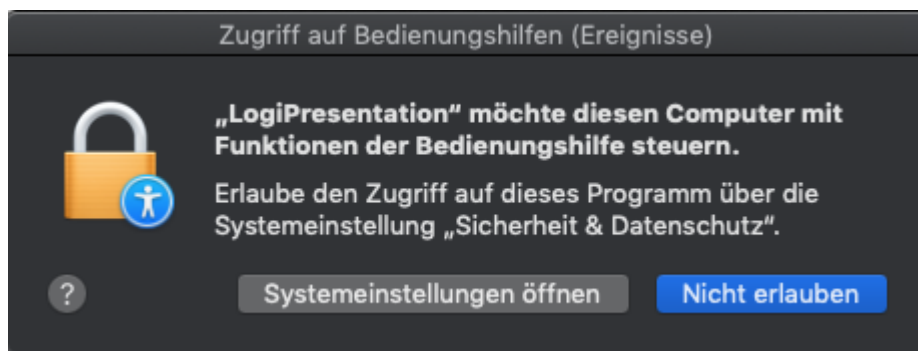 Zugriff auf Bedienungshilfen (Ereignisse)
„LogiPresentation“ möchte diesen Computer mit
Funktionen der Bedienungshilfe steuern.
Erlaube den Zugriff auf dieses Programm über die
Systemeinstellung „Sicherheit & Datenschutz“.
? Systemeinstellungen öffnen Nicht erlauben